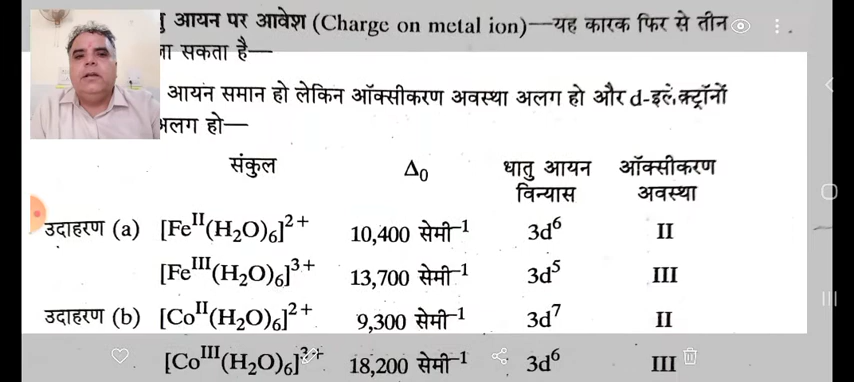 आयन पर आवेश (Charge on metal ion)—यह कारक फिर से तीन
जा सकता है—
आयन समान हो लेकिन ऑक्सीकरण अवस्था अलग हो और d-इलेक्ट्रॉनों
अलग हो—
संकुल Δ₀ धातु आयन विन्यास ऑक्सीकरण अवस्था
उदाहरण (a) [Feᴵᴵ(H₂O)₆]²⁺ 10,400 सेमी⁻¹ 3d⁶ II
[Feᴵᴵᴵ(H₂O)₆]³⁺ 13,700 सेमी⁻¹ 3d⁵ III
उदाहरण (b) [Coᴵᴵ(H₂O)₆]²⁺ 9,300 सेमी⁻¹ 3d⁷ II
[Coᴵᴵᴵ(H₂O)₆]³⁺ 18,200 सेमी⁻¹ 3d⁶ III